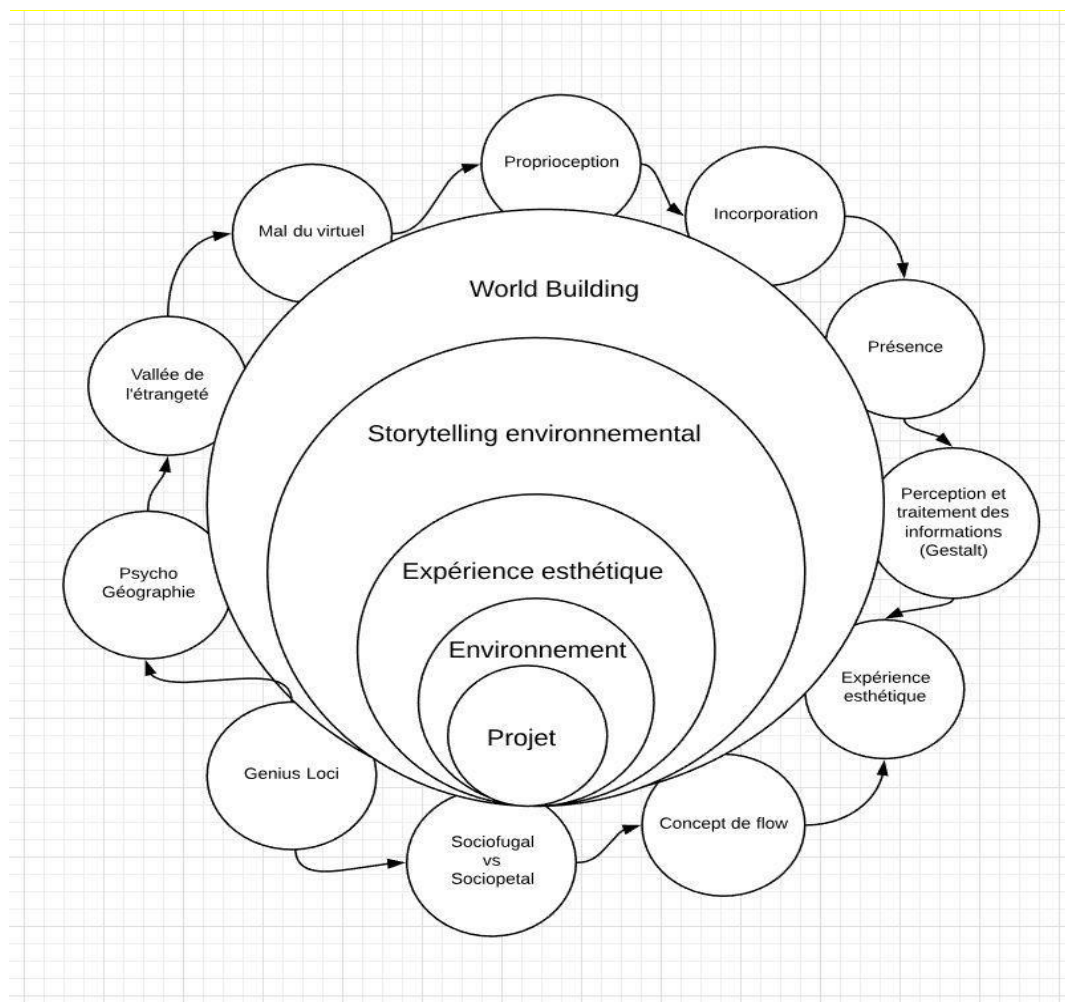 Proprioception
Incorporation
Mal du virtuel
World Building
Présence
Vallée de
l'étrangeté
Storytelling environnemental
Perception et
traitement des
informations
(Gestalt)
Psycho
Géographie
Expérience esthétique
Environnement
Expérience
esthétique
Projet
Genius Loci
Concept de flow
Sociofugal
vs
Sociopetal